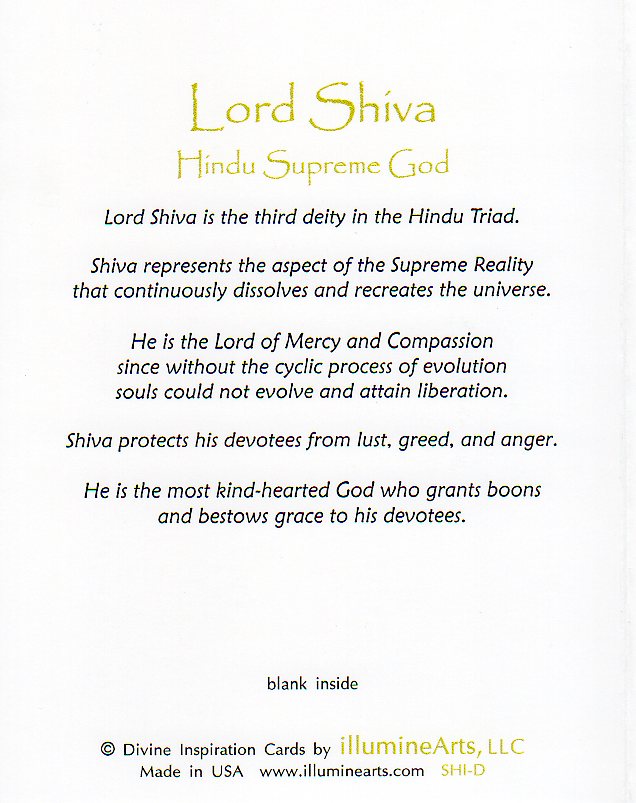 Lord Shiva
Hindu Supreme God
Lord Shiva is the third deity in the Hindu Triad.
Shiva represents the aspect of the Supreme Reality
that continuously dissolves and recreates the universe.
He is the Lord of Mercy and Compassion
since without the cyclic process of evolution
souls could not evolve and attain liberation.
Shiva protects his devotees from lust, greed, and anger.
He is the most kind-hearted God who grants boons
and bestows grace to his devotees.
blank inside
© Divine Inspiration Cards by illumineArts, LLC
Made in USA www.illuminearts.com SHI-D